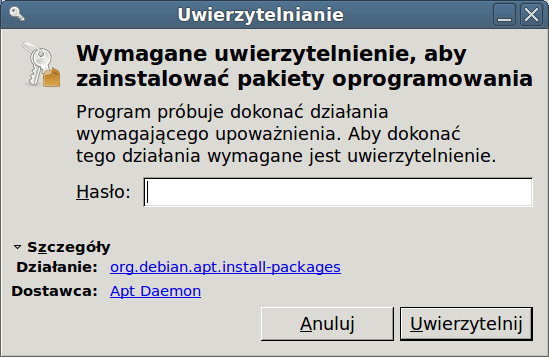 Uwierzytelnianie
Wymagane uwierzytelnienie, aby
zainstalować pakiety oprogramowania
Program próbuje dokonać działania
wymagającego upoważnienia. Aby dokonać
tego działania wymagane jest uwierzytelnienie.
Hasło:
Szczegóły
Działanie: org.debian.apt.install-packages
Dostawca: Apt Daemon
Anuluj Uwierzytelnij